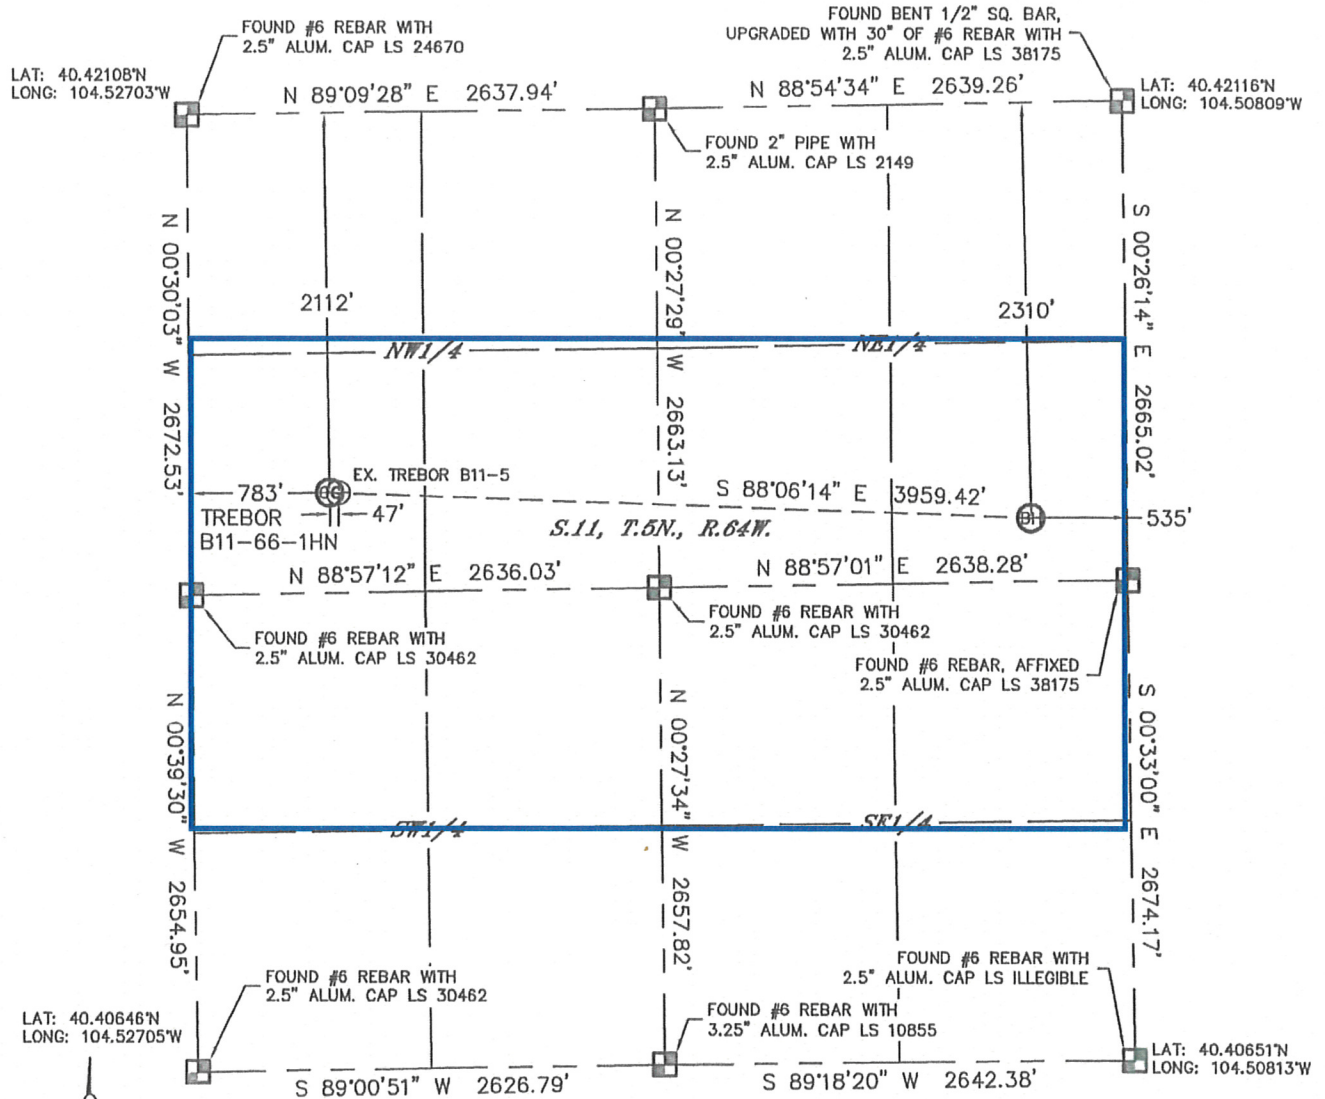 FOUND #6 REBAR WITH
2.5" ALUM. CAP LS 24670
FOUND BENT 1/2" SQ. BAR,
UPGRADED WITH 30" OF #6 REBAR WITH
2.5" ALUM. CAP LS 38175
LAT: 40.42108°N
LONG: 104.52703°W
N 89°09'28" E 2637.94'
N 88°54'34" E 2639.26'
LAT: 40.42116°N
LONG: 104.50809°W
FOUND 2" PIPE WITH
2.5" ALUM. CAP LS 2149
N 00°30'03" W 2672.53'
N 00°27'29" W 2663.13'
S 00°26'14" E 2665.02'
2112'
2310'
NW1/4
NE1/4
EX. TREBOR B11-5
783'
TREBOR
B11-66-1HN
47'
S 88°06'14" E 3959.42'
BH
535'
S.11, T.5N., R.64W.
N 88°57'12" E 2636.03'
N 88°57'01" E 2638.28'
FOUND #6 REBAR WITH
2.5" ALUM. CAP LS 30462
FOUND #6 REBAR WITH
2.5" ALUM. CAP LS 30462
FOUND #6 REBAR, AFFIXED
2.5" ALUM. CAP LS 38175
N 00°39'30" W 2654.95'
N 00°27'34" W 2657.82'
S 00°33'00" E 2674.17'
SW1/4
SE1/4
FOUND #6 REBAR WITH
2.5" ALUM. CAP LS 30462
FOUND #6 REBAR WITH
3.25" ALUM. CAP LS 10855
FOUND #6 REBAR WITH
2.5" ALUM. CAP LS ILLEGIBLE
LAT: 40.40646°N
LONG: 104.52705°W
LAT: 40.40651°N
LONG: 104.50813°W
S 89°00'51" W 2626.79'
S 89°18'20" W 2642.38'